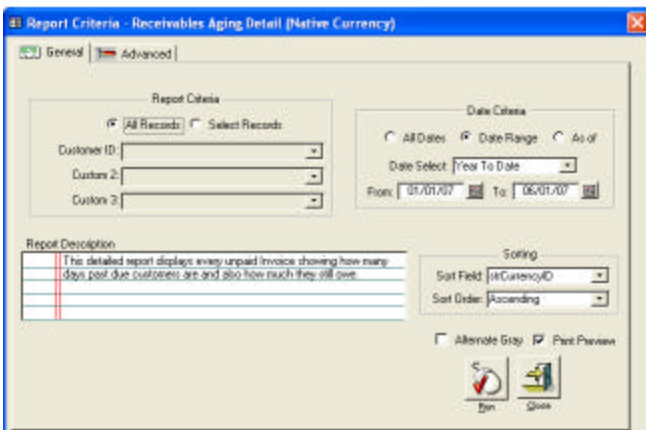 Report Criteria - Receivables Aging Detail (Native Currency)
General Advanced
Report Criteria
All Records Select Records
Customer ID:
Custom 2:
Custom 3:
Date Criteria
All Dates Date Range As of
Date Select: Year To Date
From: 01/01/07 To: 06/01/07
Report Description
This detailed report displays every unpaid Invoice showing how many
days past due customers are and also how much they still owe.
Sorting
Sort Field: strCurrencyID
Sort Order: Ascending
Alternate Gray Print Preview
Run Close